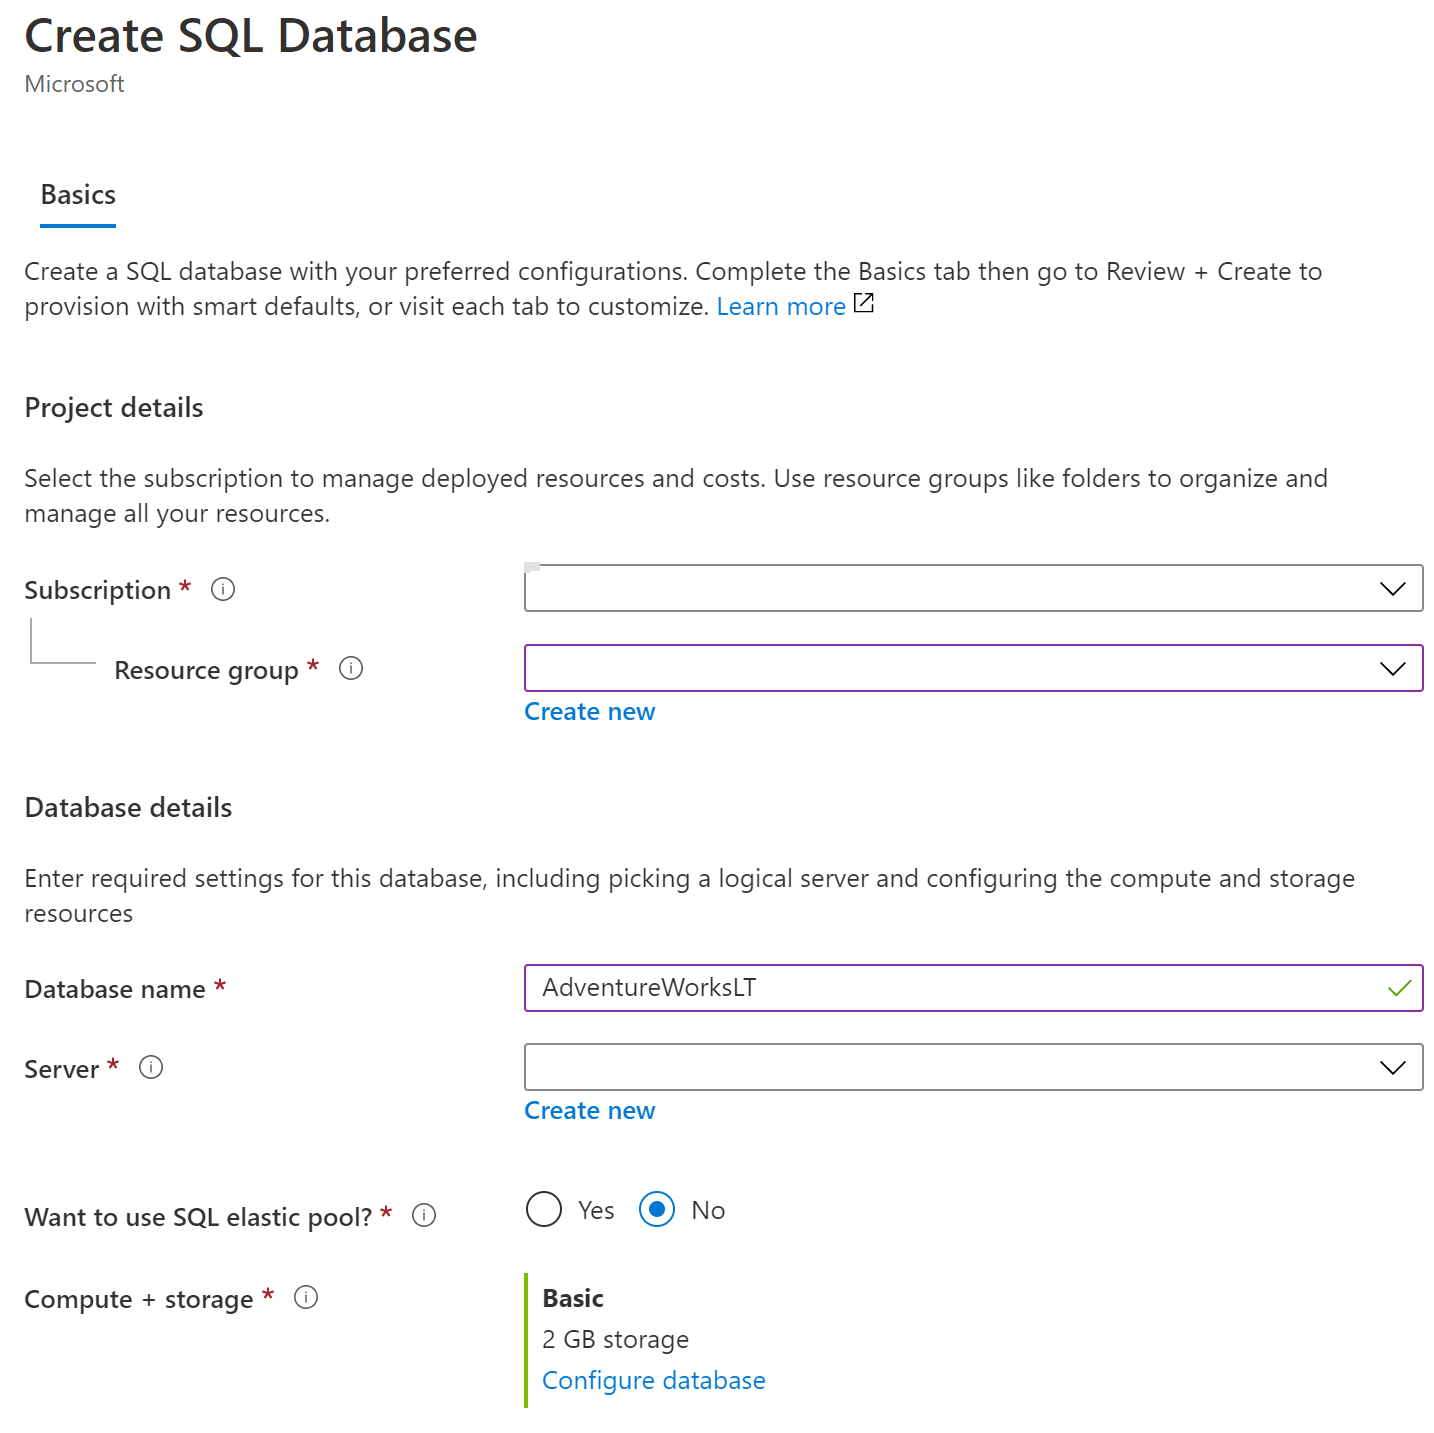 Create SQL Database
Microsoft
Basics
Create a SQL database with your preferred configurations. Complete the Basics tab then go to Review + Create to
provision with smart defaults, or visit each tab to customize. Learn more
Project details
Select the subscription to manage deployed resources and costs. Use resource groups like folders to organize and
manage all your resources.
Subscription *
Resource group *
Create new
Database details
Enter required settings for this database, including picking a logical server and configuring the compute and storage
resources
Database name * AdventureWorksLT
Server *
Create new
Want to use SQL elastic pool? * Yes No
Compute + storage * Basic
2 GB storage
Configure database